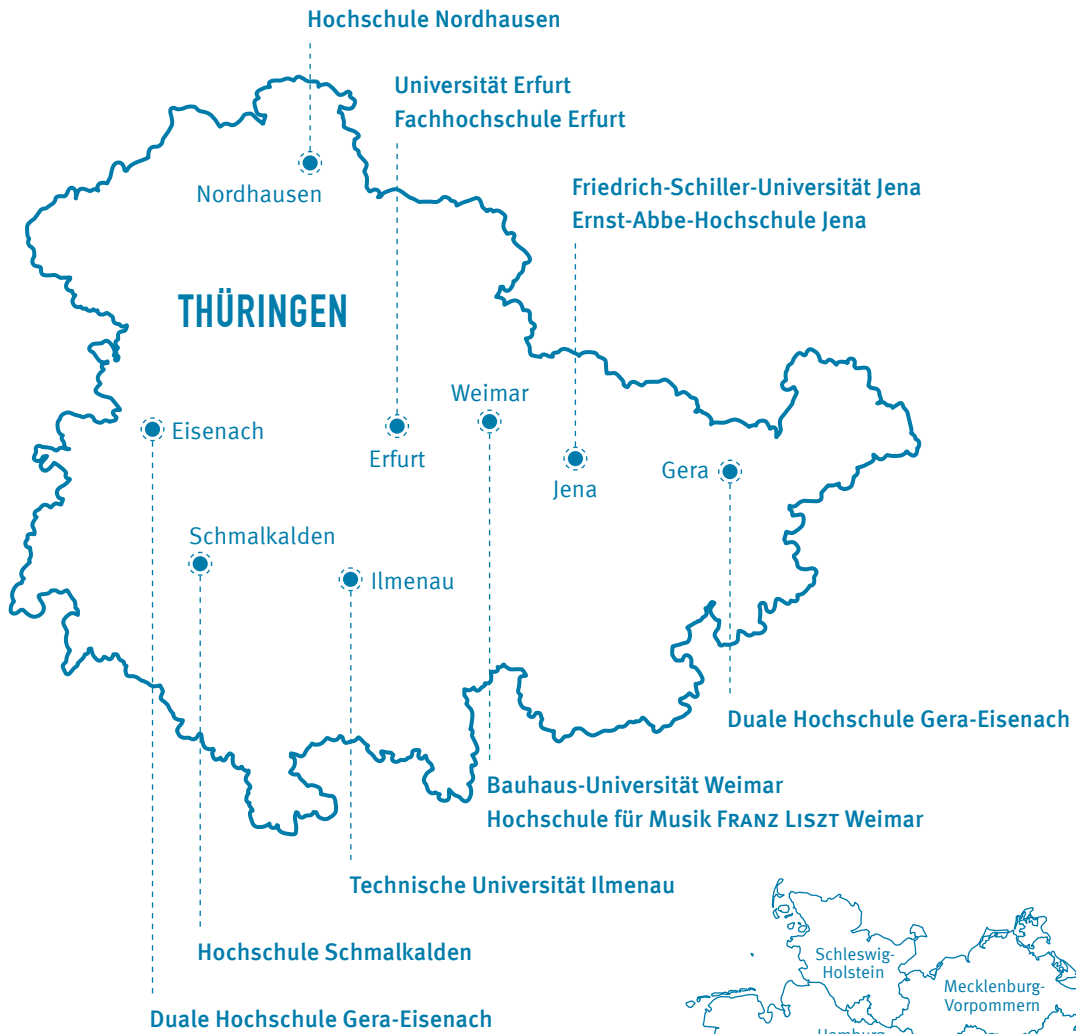 Hochschule Nordhausen
Universität Erfurt
Fachhochschule Erfurt
Nordhausen
Friedrich-Schiller-Universität Jena
Ernst-Abbe-Hochschule Jena
THÜRINGEN
Weimar
Eisenach
Erfurt
Jena
Gera
Schmalkalden
Ilmenau
Duale Hochschule Gera-Eisenach
Bauhaus-Universität Weimar
Hochschule für Musik FRANZ LISZT Weimar
Technische Universität Ilmenau
Hochschule Schmalkalden
Schleswig-
Holstein
Mecklenburg-
Vorpommern
Duale Hochschule Gera-Eisenach
Hamburg